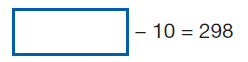 – 10 = 298